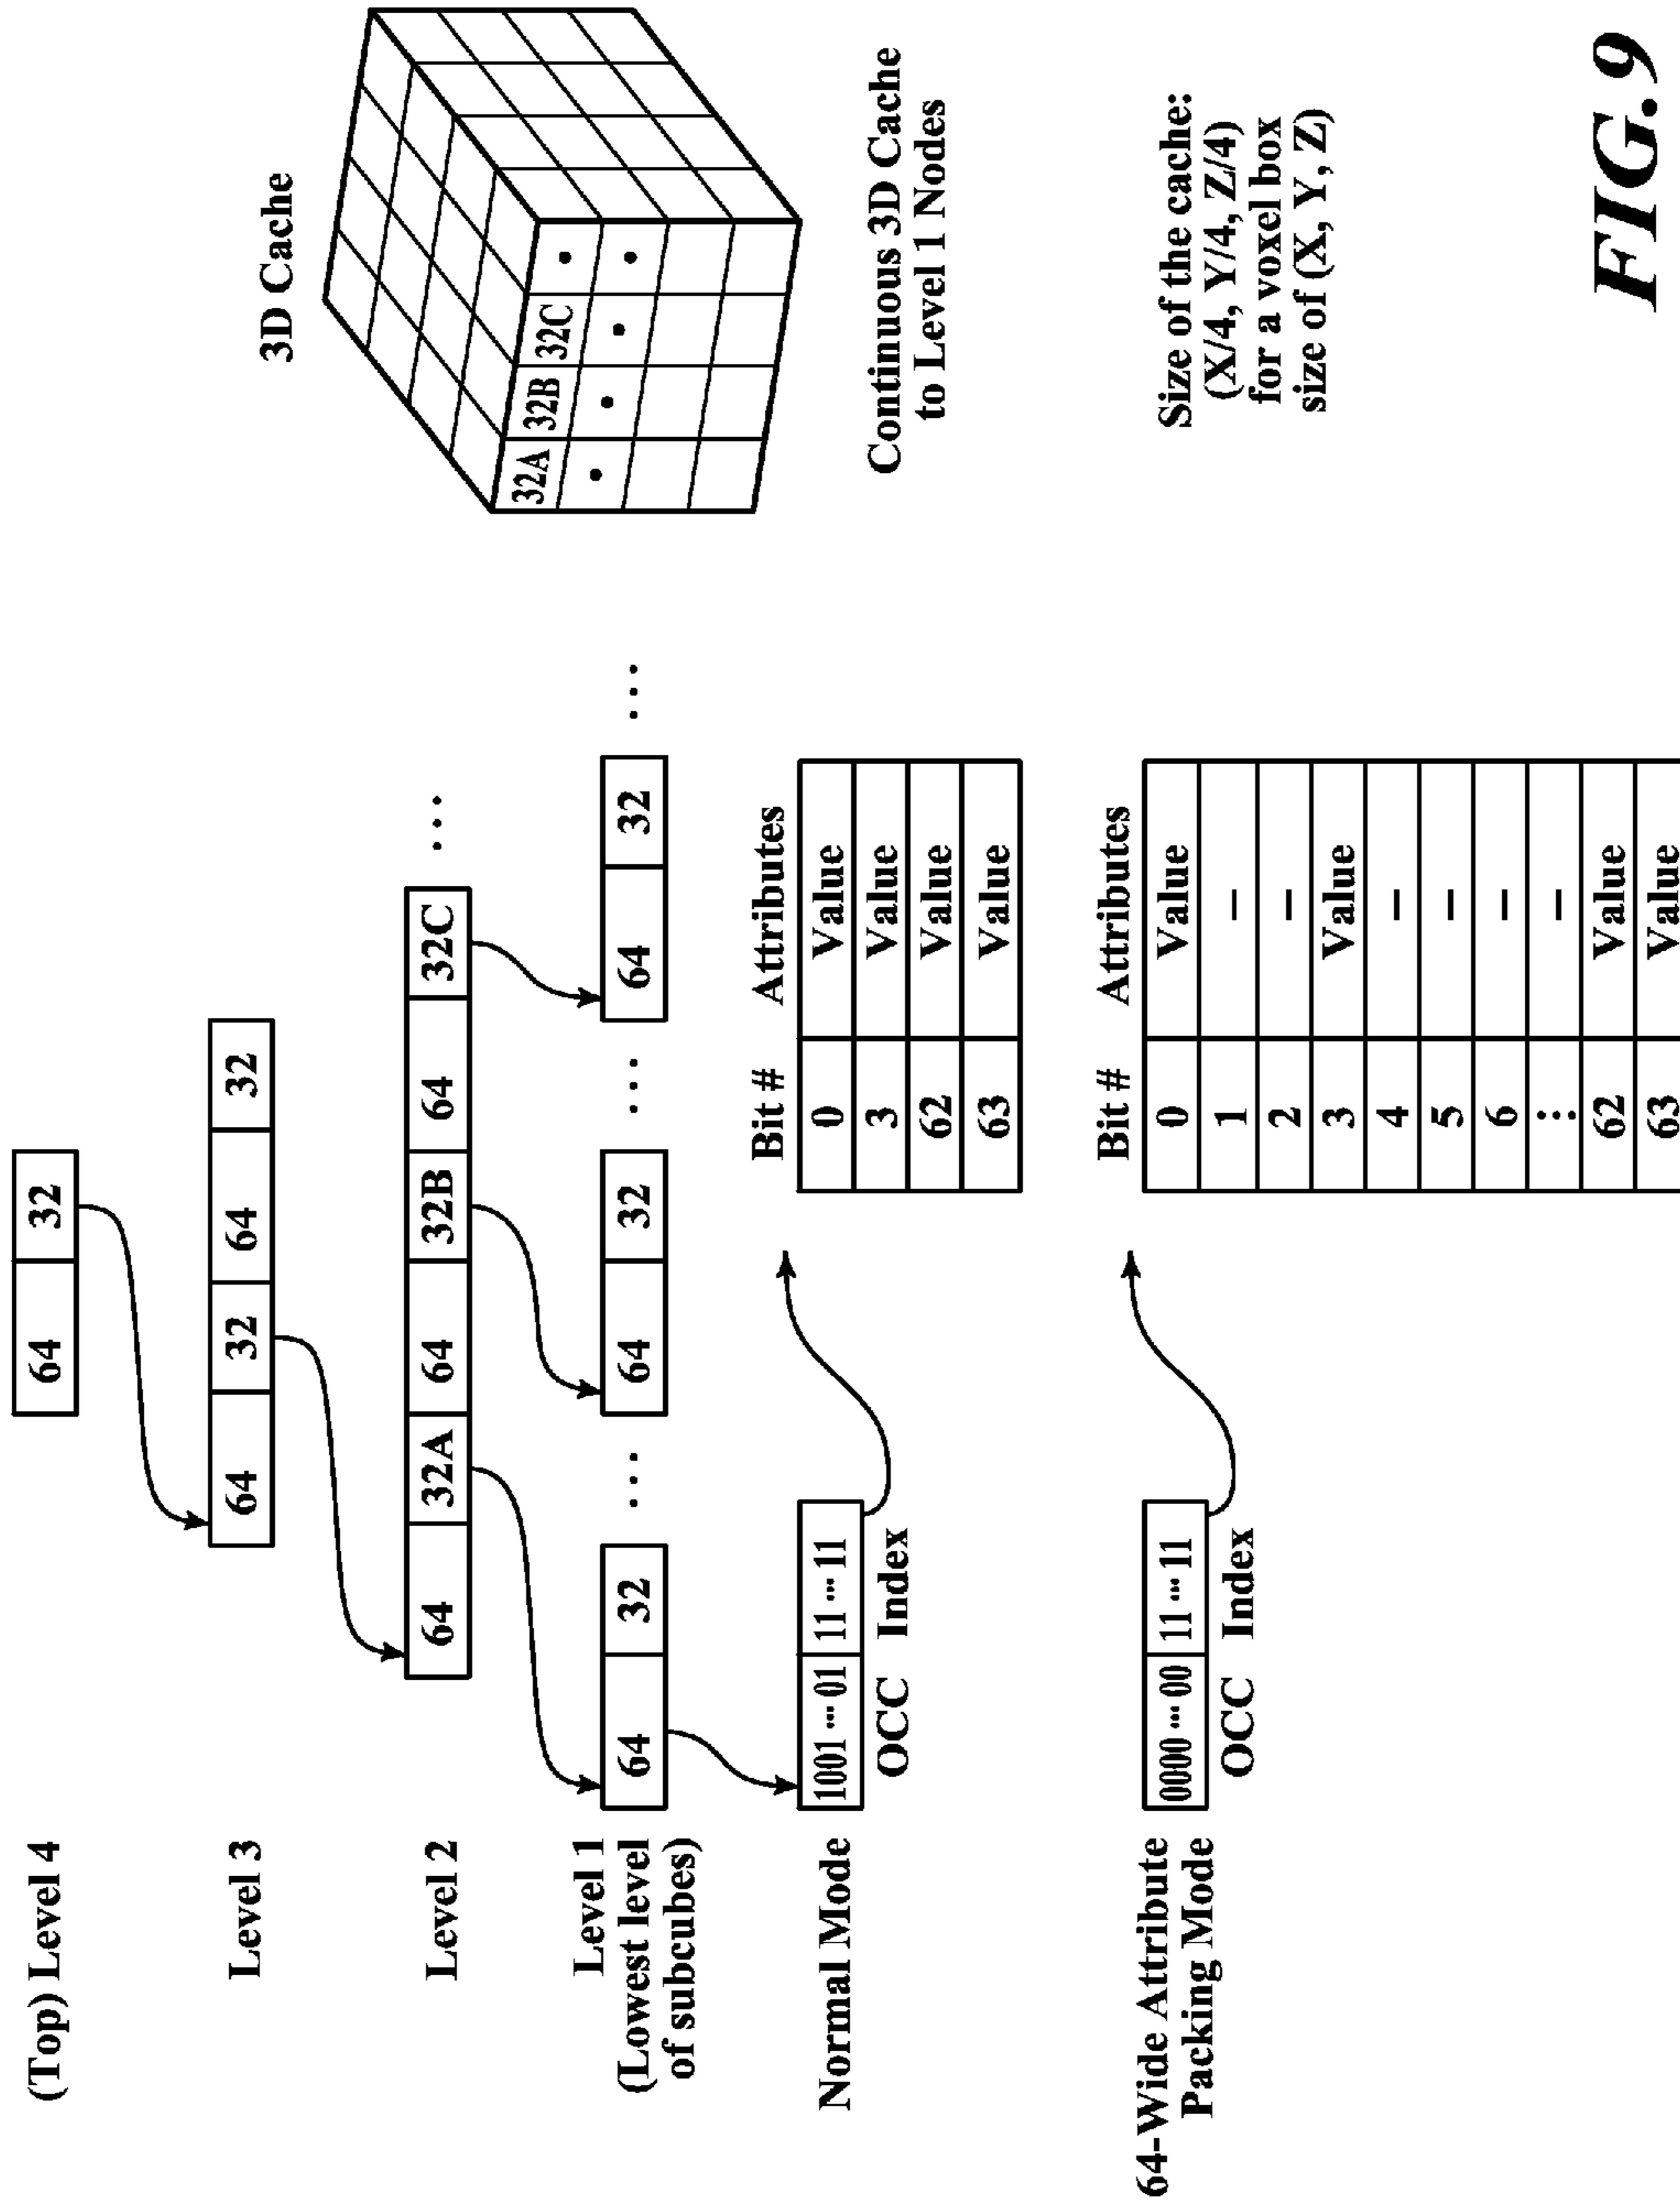 (Top) Level 4
64 32
Level 3
64 32 64 32
Level 2
64 32A 64 32B 64 32C ...
Level 1
(Lowest level
of subcubes)
64 32 ... 64 32 ... 64 32 ...
Normal Mode
1001 ... 01 11 ... 11
OCC Index
Bit # Attributes
0 Value
3 Value
62 Value
63 Value
64-Wide Attribute
Packing Mode
0000 ... 00 11 ... 11
OCC Index
Bit # Attributes
0 Value
1 –
2 –
3 Value
4 –
5 –
6 –
⋮ –
62 Value
63 Value
3D Cache
32A 32B 32C
Continuous 3D Cache
to Level 1 Nodes
Size of the cache:
(X/4, Y/4, Z/4)
for a voxel box
size of (X, Y, Z)
FIG. 9